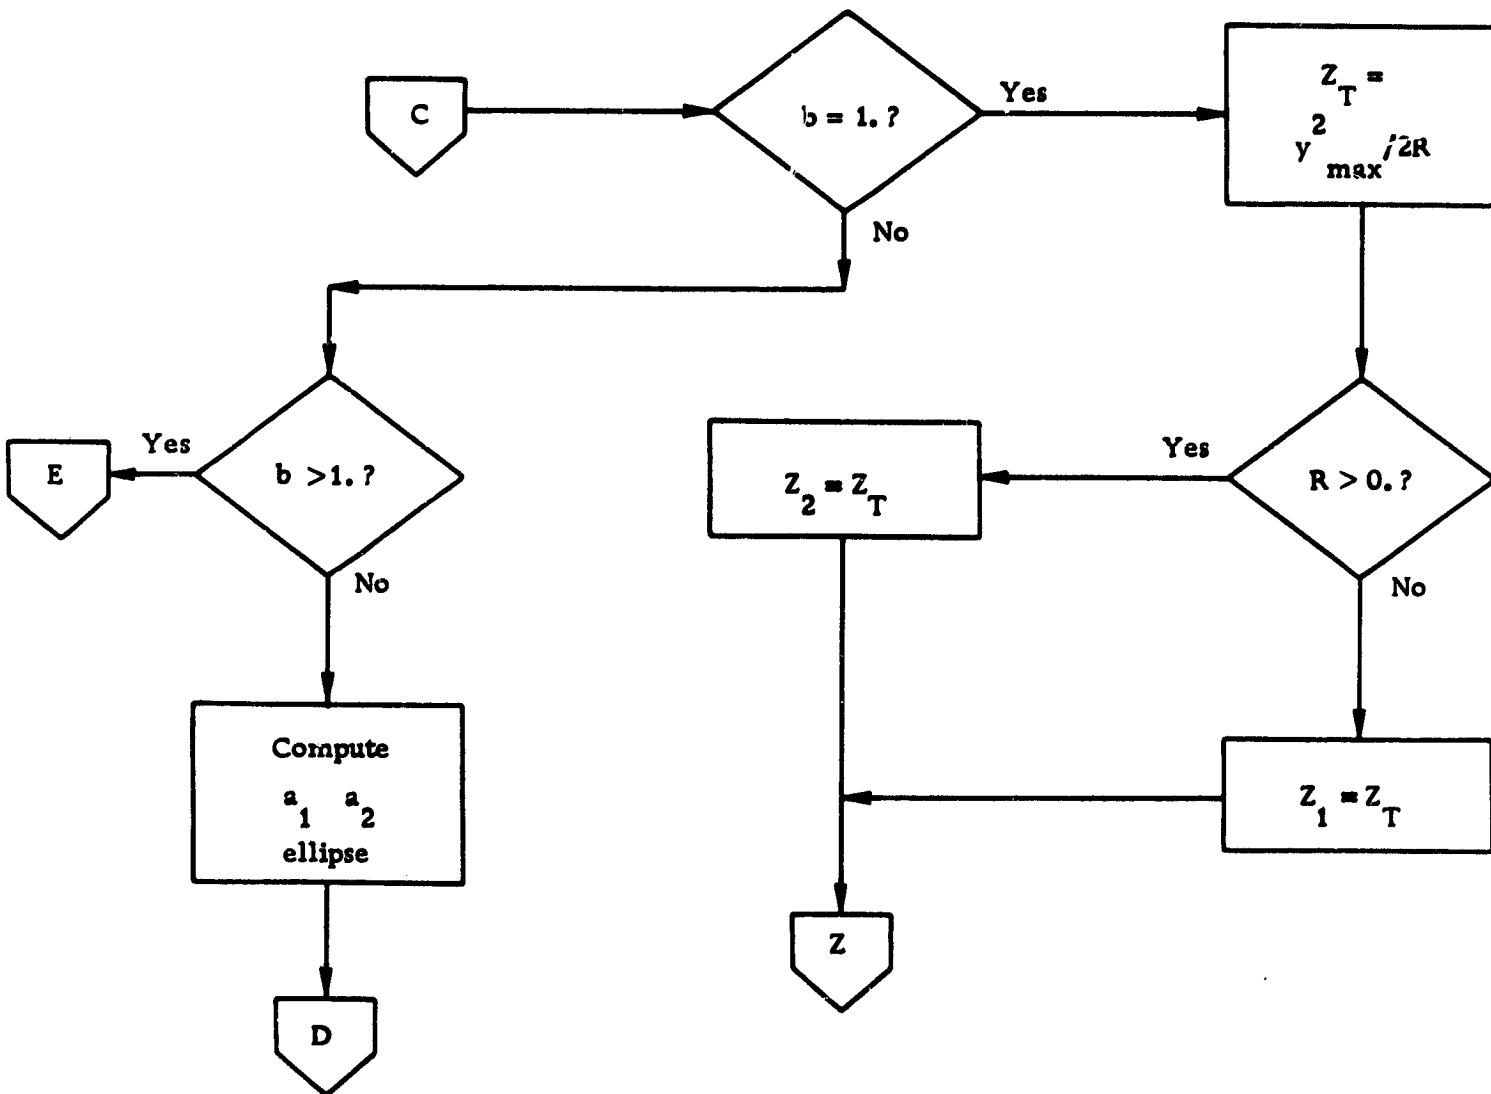 C
b = 1. ?
Yes
Z_T =
y^2_max/2R
No
E
Yes
b > 1. ?
No
Z_2 = Z_T
Yes
R > 0. ?
No
Compute
a_1 a_2
ellipse
Z_1 = Z_T
Z
D